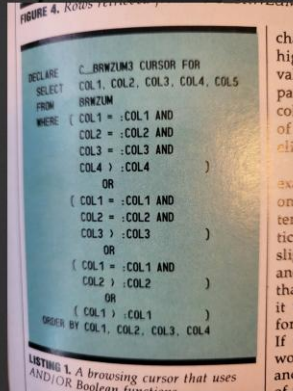 FIGURE 4. Rows
DECLARE C_BRWZUM3 CURSOR FOR
SELECT COL1, COL2, COL3, COL4, COL5
FROM BRWZUM
WHERE ( COL1 = :COL1 AND
COL2 = :COL2 AND
COL3 = :COL3 AND
COL4 > :COL4 )
OR
( COL1 = :COL1 AND
COL2 = :COL2 AND
COL3 > :COL3 )
OR
( COL1 = :COL1 AND
COL2 > :COL2 )
OR
( COL1 > :COL1 )
ORDER BY COL1, COL2, COL3, COL4
LISTING 1. A browsing cursor that uses
AND/OR Boolean functions